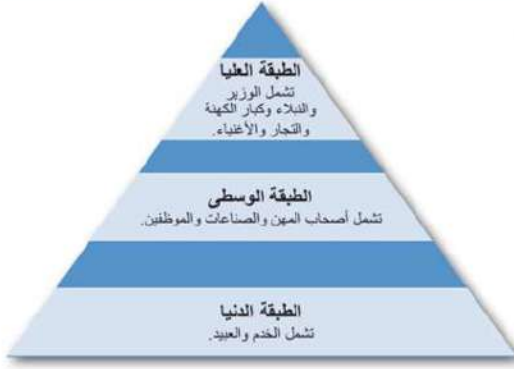 الطبقة العليا
تشمل الوزير
والنبلاء وكبار الكهنة
والتجار والأغنياء.
الطبقة الوسطى
تشمل أصحاب المهن والصناعات والموظفين.
الطبقة الدنيا
تشمل الخدم والعبيد.